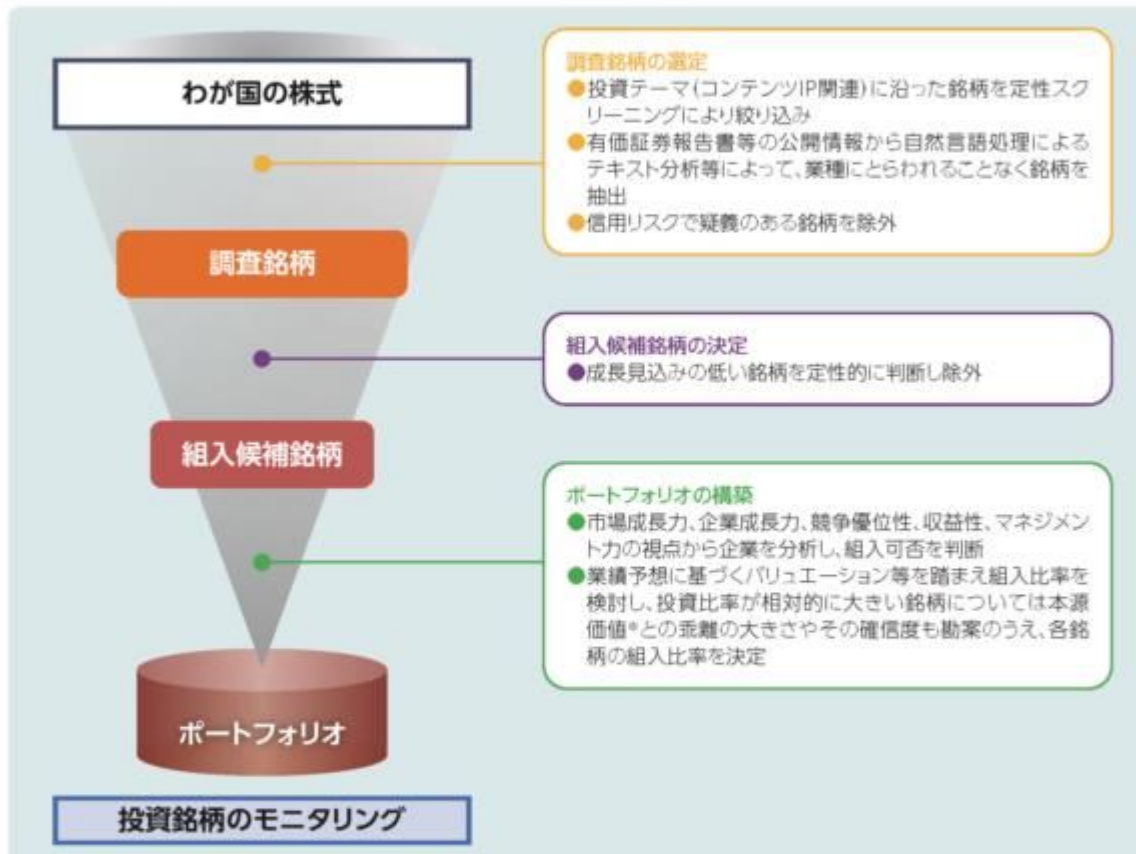 わが国の株式
調査銘柄の選定
●投資テーマ(コンテンツIP関連)に沿った銘柄を定性スク
リーニングにより絞り込み
●有価証券報告書等の公開情報から自然言語処理による
テキスト分析等によって、業種にとらわれることなく銘柄を
抽出
●信用リスクで疑義のある銘柄を除外
調査銘柄
組入候補銘柄の決定
●成長見込みの低い銘柄を定性的に判断し除外
組入候補銘柄
ポートフォリオの構築
●市場成長力、企業成長力、競争優位性、収益性、マネジメン
ト力の視点から企業を分析し、組入可否を判断
●業績予想に基づくバリュエーション等を踏まえ組入比率を
検討し、投資比率が相対的に大きい銘柄については本源
価値※との乖離の大きさやその確信度も勘案のうえ、各銘
柄の組入比率を決定
ポートフォリオ
投資銘柄のモニタリング